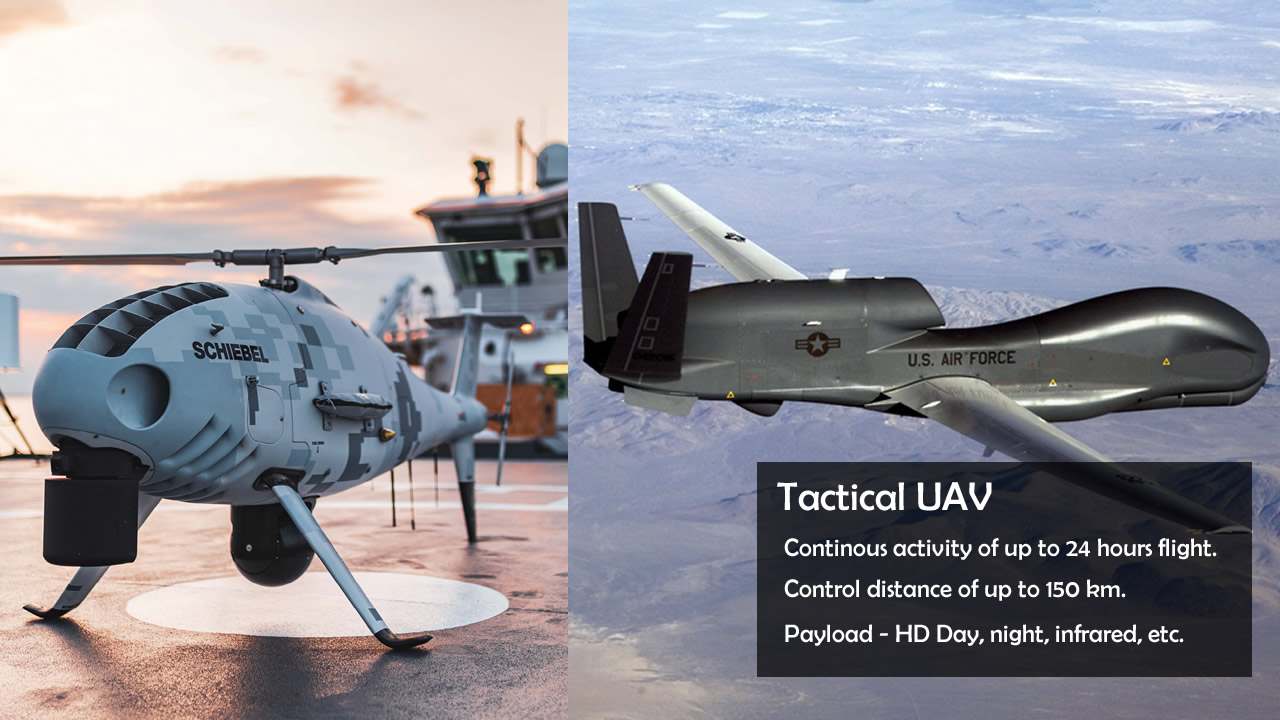 SCHIEBEL
U.S. AIR FORCE
Tactical UAV
Continous activity of up to 24 hours flight.
Control distance of up to 150 km.
Payload - HD Day, night, infrared, etc.